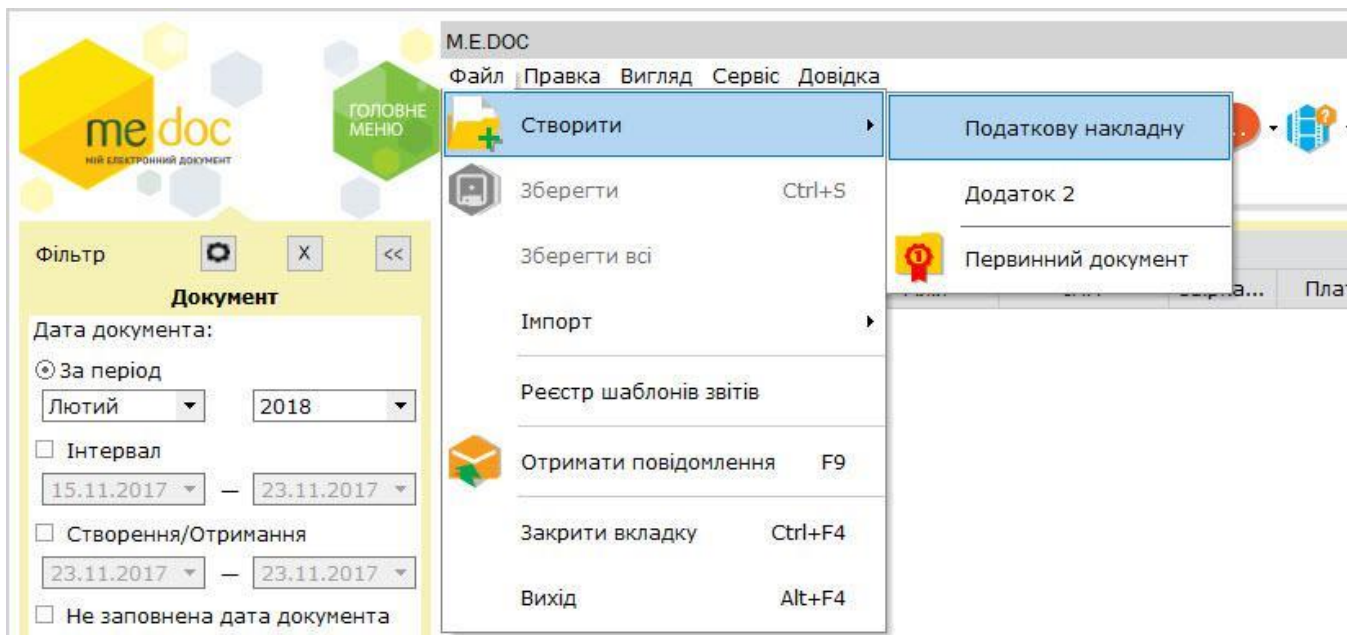 M.E.DOC
me doc
МІЙ ЕЛЕКТРОННИЙ ДОКУМЕНТ
ГОЛОВНЕ МЕНЮ
Файл Правка Вигляд Сервіс Довідка
Створити
Зберегти Ctrl+S
Зберегти всі
Імпорт
Реєстр шаблонів звітів
Отримати повідомлення F9
Закрити вкладку Ctrl+F4
Вихід Alt+F4
Податкову накладну
Додаток 2
1
Первинний документ
Фільтр X <<
Документ
Дата документа:
За період
Лютий 2018
Інтервал
15.11.2017 — 23.11.2017
Створення/Отримання
23.11.2017 — 23.11.2017
Не заповнена дата документа